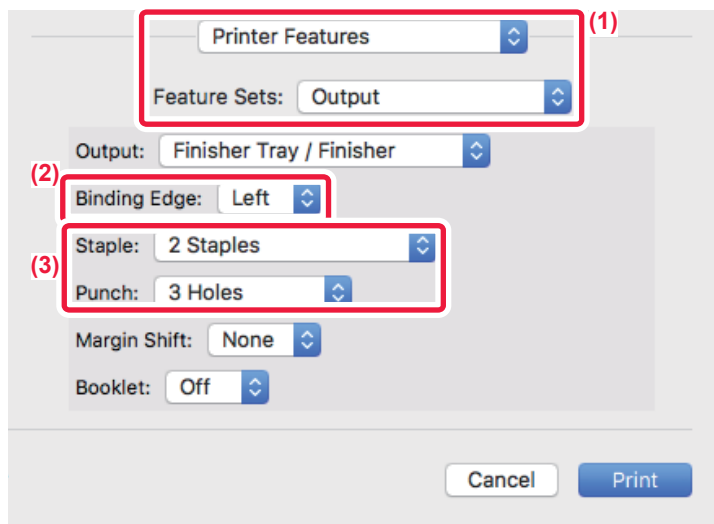 Printer Features (1)
Feature Sets: Output
Output: Finisher Tray / Finisher
(2)
Binding Edge: Left
Staple: 2 Staples
(3)
Punch: 3 Holes
Margin Shift: None
Booklet: Off
Cancel Print